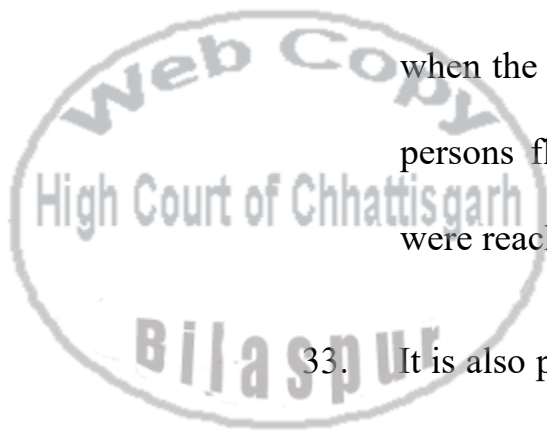 Web Copy
when the
persons fl
High Court of Chhattisgarh
were reach
33. It is also p
Bilaspur